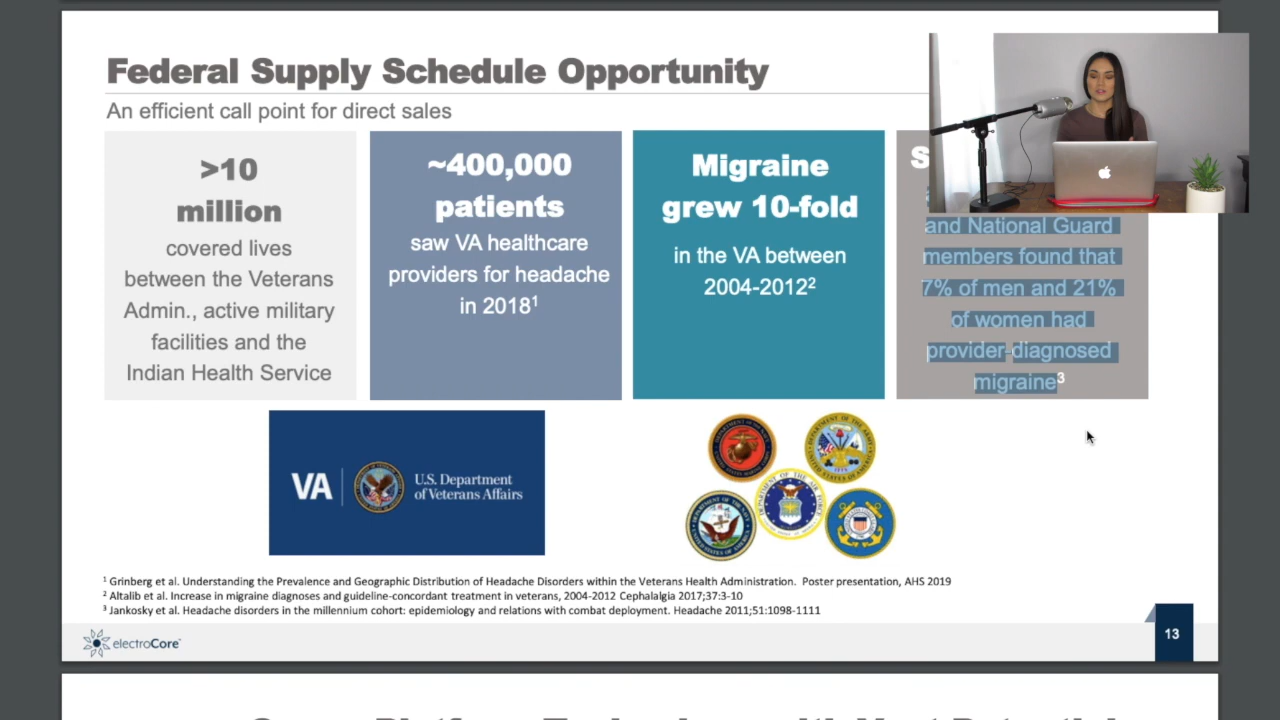 Federal Supply Schedule Opportunity
An efficient call point for direct sales
>10
million
covered lives
between the Veterans
Admin., active military
facilities and the
Indian Health Service
~400,000
patients
saw VA healthcare
providers for headache
in 2018¹
Migraine
grew 10-fold
in the VA between
2004-2012²
S
and National Guard
members found that
7% of men and 21%
of women had
provider-diagnosed
migraine³
VA
U.S. Department
of Veterans Affairs
¹ Grinberg et al. Understanding the Prevalence and Geographic Distribution of Headache Disorders within the Veterans Health Administration. Poster presentation, AHS 2019
² Altalib et al. Increase in migraine diagnoses and guideline-concordant treatment in veterans, 2004-2012 Cephalalgia 2017;37:3-10
³ Jankosky et al. Headache disorders in the millennium cohort: epidemiology and relations with combat deployment. Headache 2011;51:1098-1111
electroCore™
13